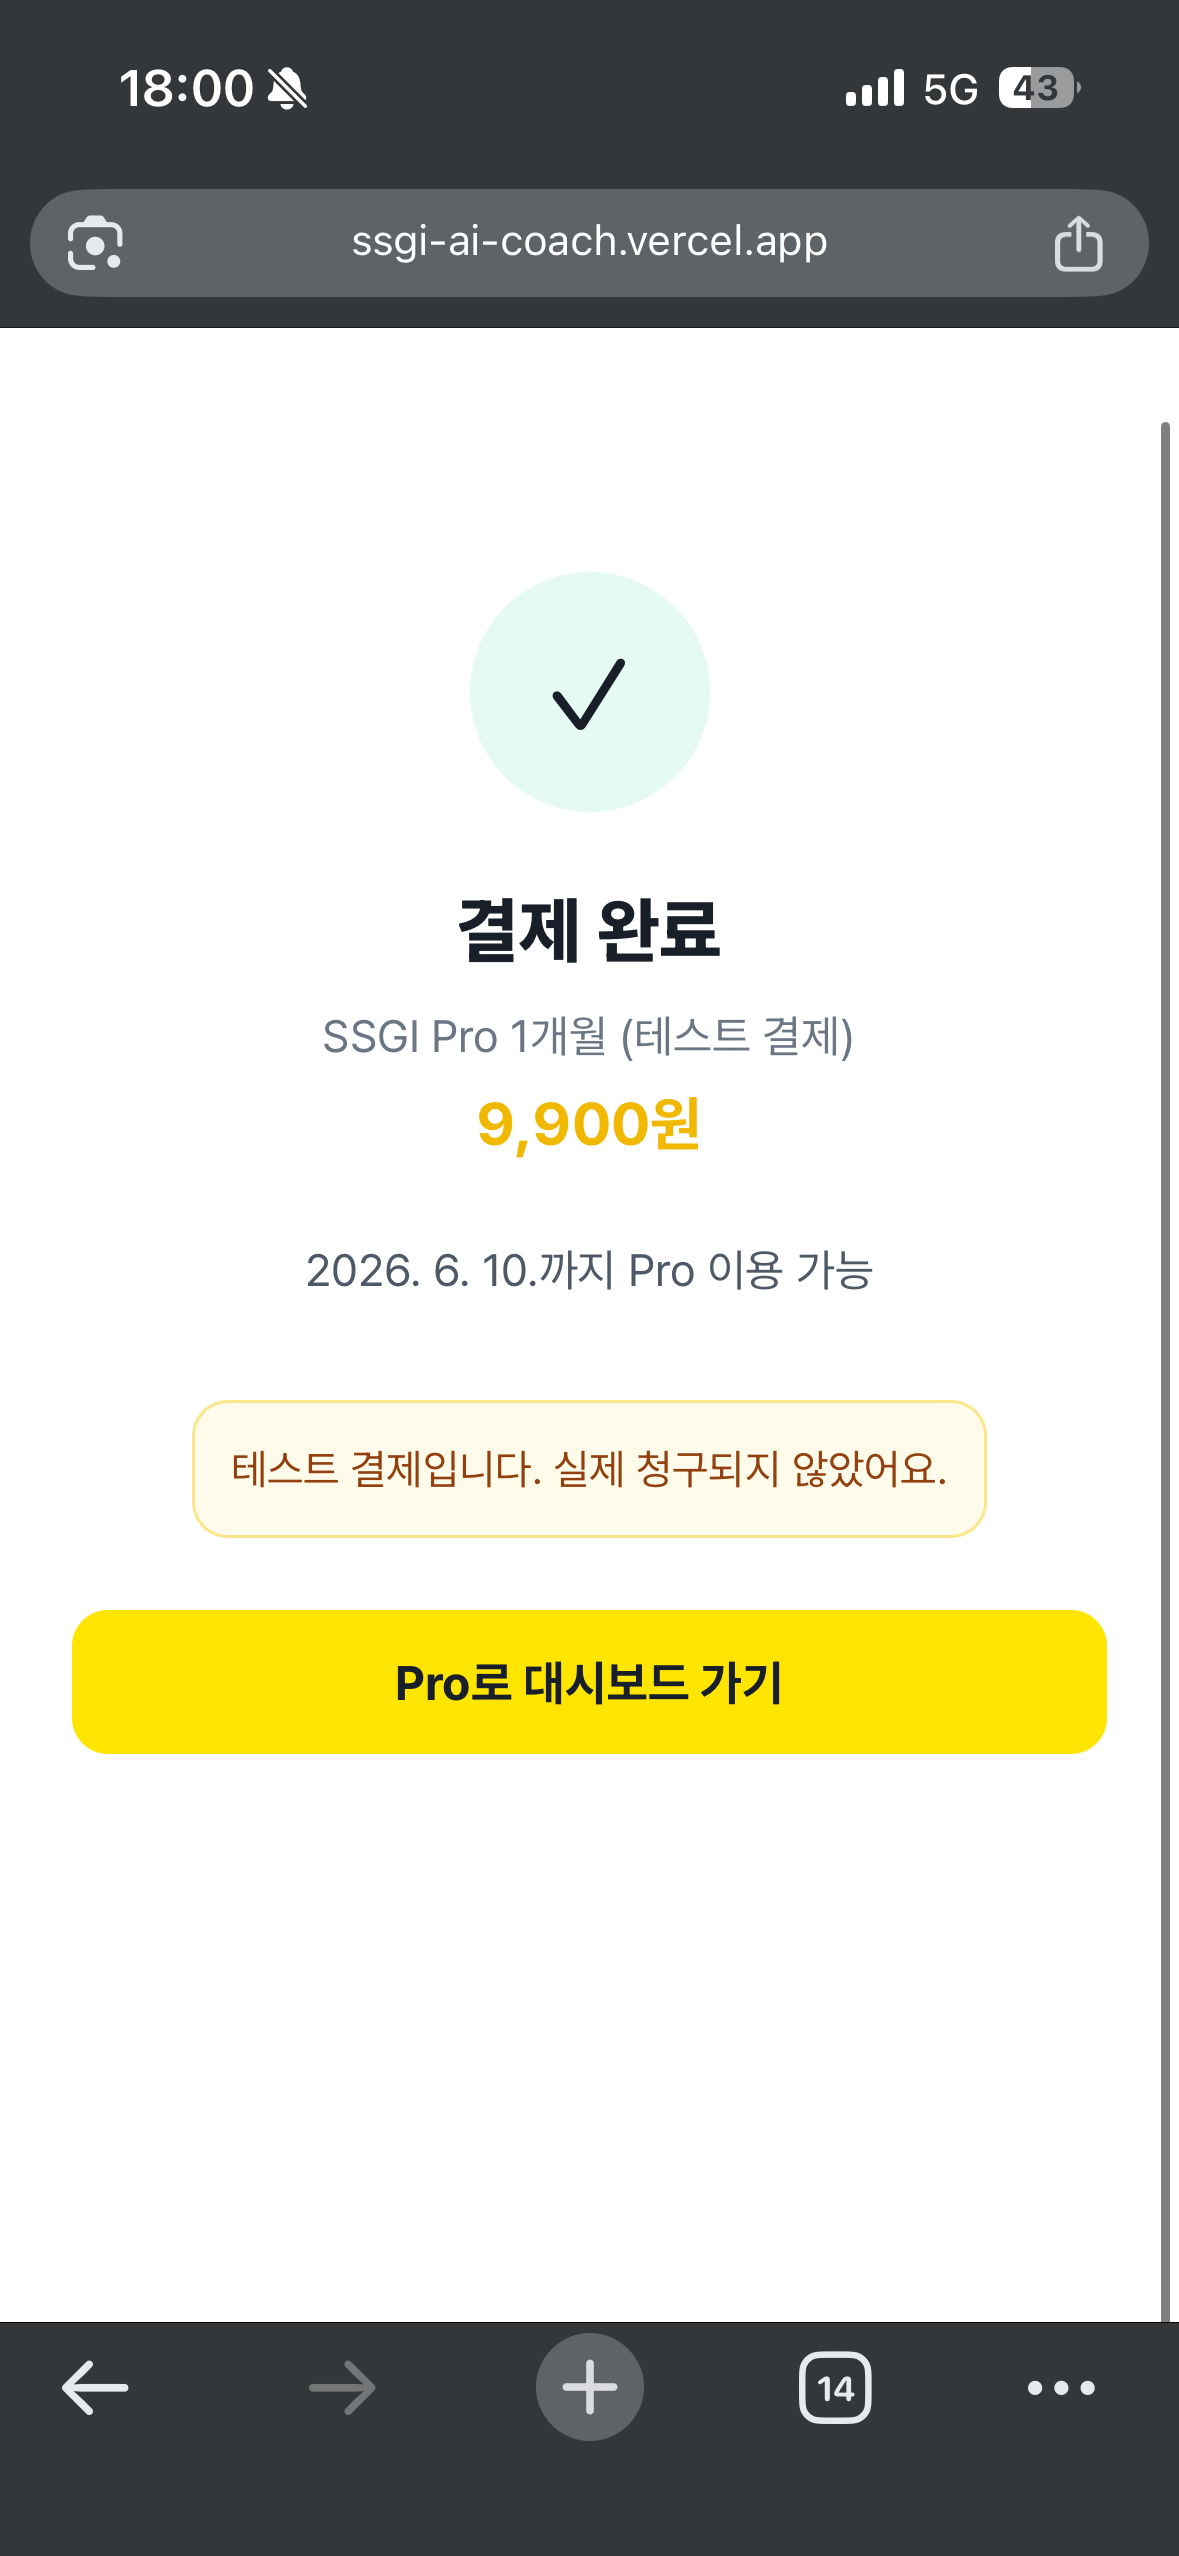 18:00
5G
43
ssgi-ai-coach.vercel.app
결제 완료
SSGI Pro 1개월 (테스트 결제)
9,900원
2026. 6. 10.까지 Pro 이용 가능
테스트 결제입니다. 실제 청구되지 않았어요.
Pro로 대시보드 가기
14